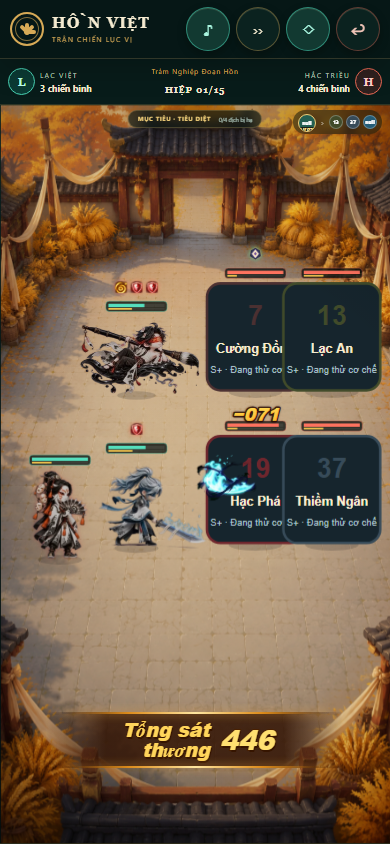 HỒN VIỆT
TRẬN CHIẾN LỤC VỊ
L
LẠC VIỆT
3 chiến binh
Trảm Nghiệp Đoạn Hồn
HIỆP 01/15
HẮC TRIỀU
4 chiến binh
H
MỤC TIÊU · TIÊU DIỆT 0/4 địch bị hạ
13 37
7
Cường Đồn
S+ · Đang thử cơ
13
Lạc An
S+ · Đang thử cơ chế
-071
19
Hạc Phá
S+ · Đang thử cơ
37
Thiềm Ngân
S+ · Đang thử cơ chế
Tổng sát
thương
446